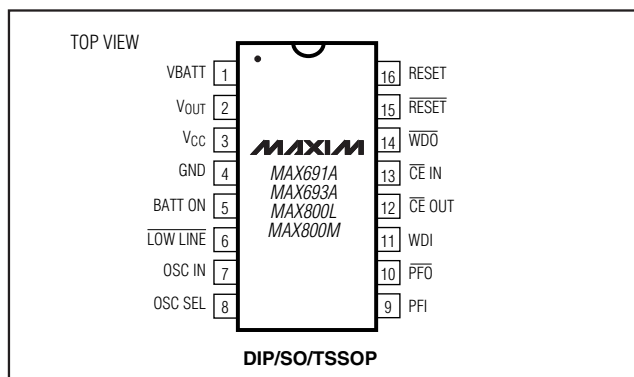 TOP VIEW
VBATT 1
VOUT 2
VCC 3
GND 4
BATT ON 5
LOW LINE 6
OSC IN 7
OSC SEL 8
MAXIM
MAX691A
MAX693A
MAX800L
MAX800M
16 RESET
15 RESET
14 WDO
13 CE IN
12 CE OUT
11 WDI
10 PFO
9 PFI
DIP/SO/TSSOP